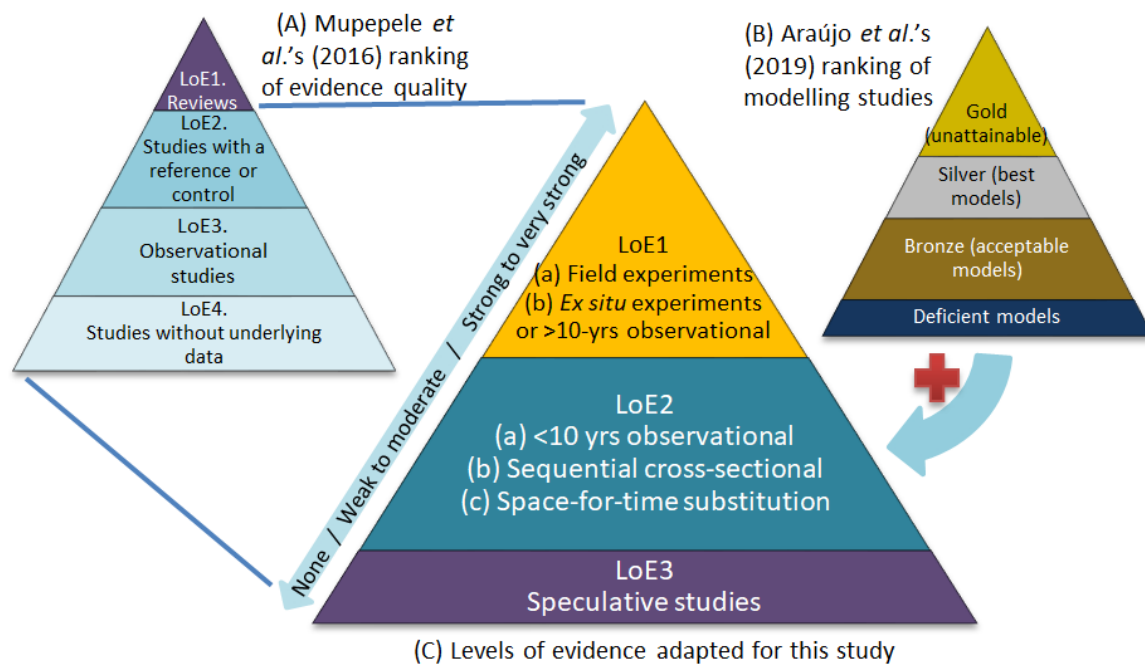 (A) Mupepele et
al.’s (2016) ranking
of evidence quality
LoE1.
Reviews
LoE2.
Studies with a
reference or
control
LoE3.
Observational
studies
LoE4.
Studies without underlying
data
(B) Araújo et al.’s
(2019) ranking of
modelling studies
Gold
(unattainable)
Silver (best
models)
Bronze (acceptable
models)
Deficient models
None / Weak to moderate / Strong to very strong
LoE1
(a) Field experiments
(b) Ex situ experiments
or >10-yrs observational
LoE2
(a) <10 yrs observational
(b) Sequential cross-sectional
(c) Space-for-time substitution
LoE3
Speculative studies
(C) Levels of evidence adapted for this study